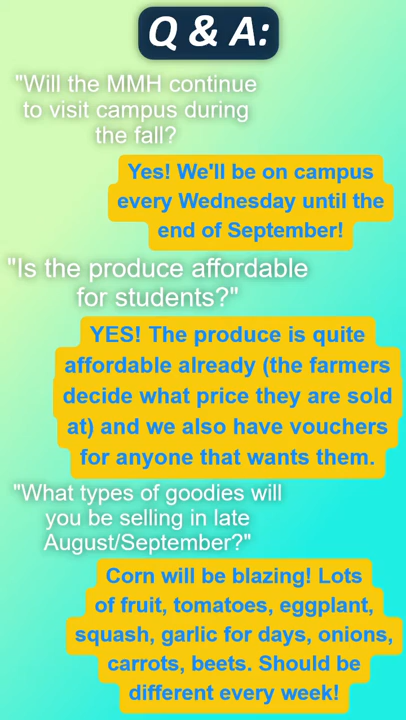 Q & A:
"Will the MMH continue
to visit campus during
the fall?
Yes! We'll be on campus
every Wednesday until the
end of September!
"Is the produce affordable
for students?"
YES! The produce is quite
affordable already (the farmers
decide what price they are sold
at) and we also have vouchers
for anyone that wants them.
"What types of goodies will
you be selling in late
August/September?"
Corn will be blazing! Lots
of fruit, tomatoes, eggplant,
squash, garlic for days, onions,
carrots, beets. Should be
different every week!